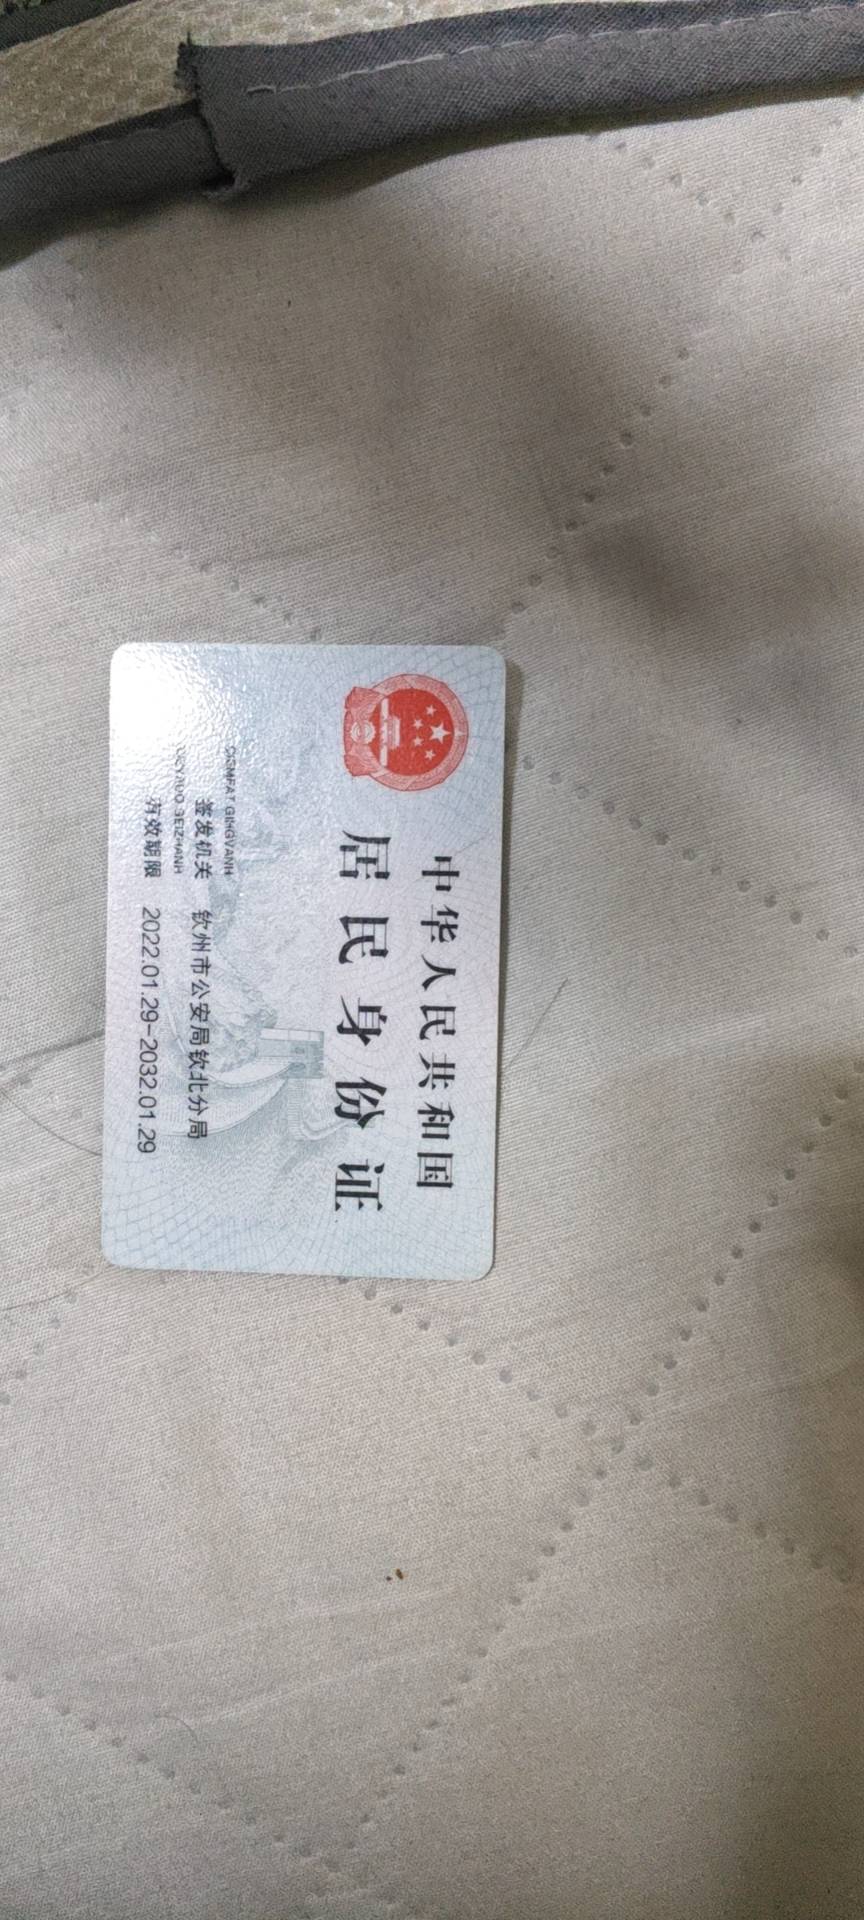 中华人民共和国
居民身份证
签发机关 钦州市公安局钦北分局
有效期限 2022.01.29-2032.01.29